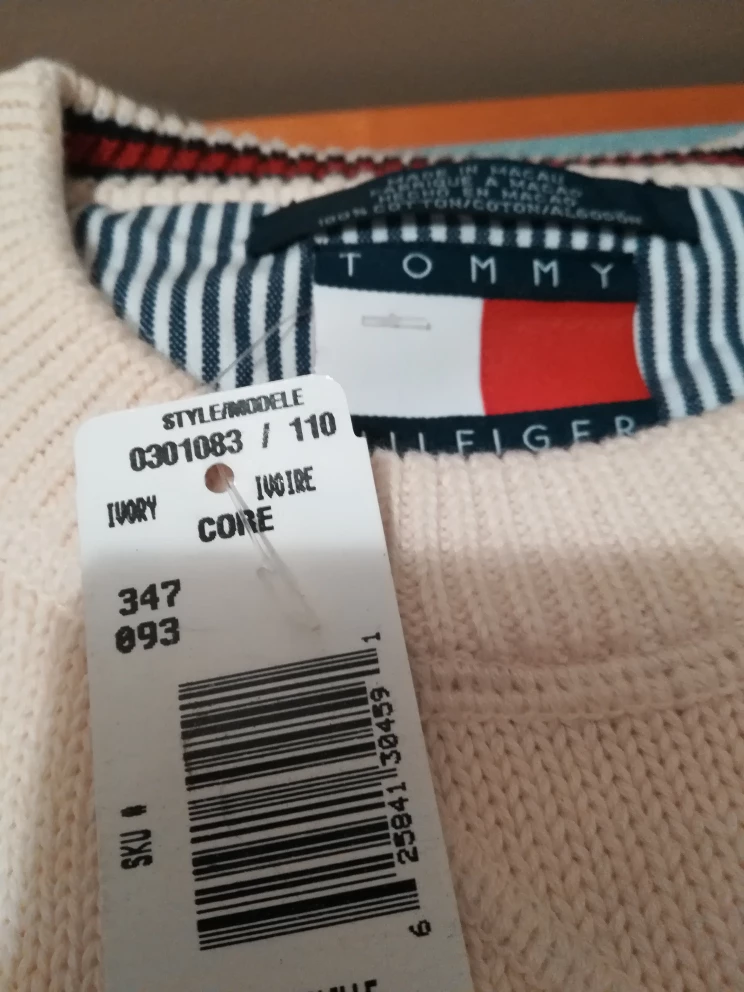 MADE IN MACAU
FABRIQUÉ À MACAO
HECHO EN MACAO
100% COTTON/COTON/ALGODON
TOMMY
HILFIGER
STYLE/MODELE
0301083 / 110
IVORY IVOIRE
CORE
347
093
SKU #
6 25841 30459 1